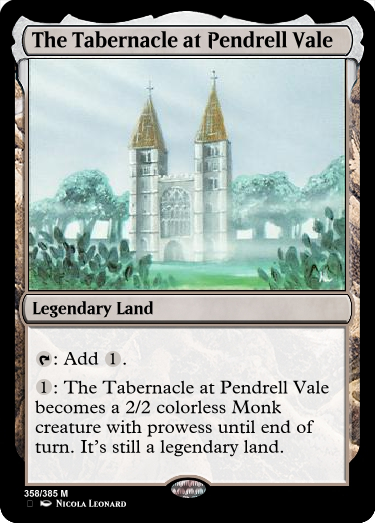 The Tabernacle at Pendrell Vale
Legendary Land
: Add 1.
1: The Tabernacle at Pendrell Vale
becomes a 2/2 colorless Monk
creature with prowess until end of
turn. It's still a legendary land.
358/385 M
Nicola Leonard